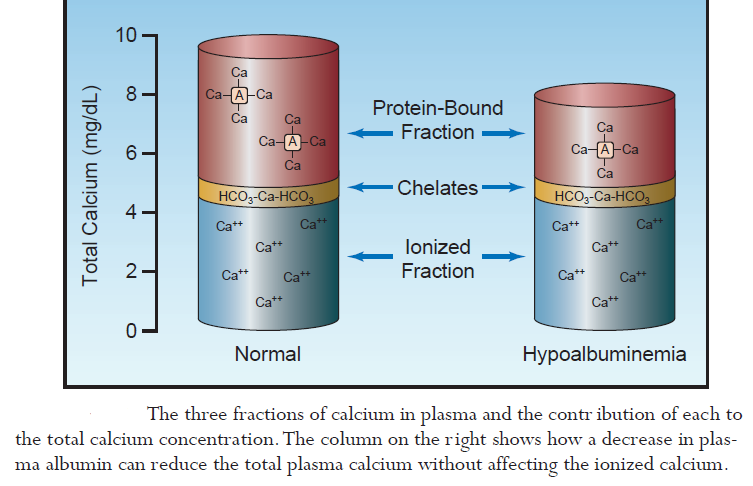 10
8
6
4
2
0
Total Calcium (mg/dL)
Ca
Ca-A-Ca
Ca
Ca
Ca-A-Ca
Ca
HCO₃-Ca-HCO₃
Ca⁺⁺ Ca⁺⁺
Ca⁺⁺
Ca⁺⁺ Ca⁺⁺
Ca⁺⁺
Normal
Protein-Bound
Fraction
Chelates
Ionized
Fraction
Ca
Ca-A-Ca
Ca
HCO₃-Ca-HCO₃
Ca⁺⁺ Ca⁺⁺
Ca⁺⁺
Ca⁺⁺ Ca⁺⁺
Ca⁺⁺
Hypoalbuminemia
The three fractions of calcium in plasma and the contribution of each to
the total calcium concentration. The column on the right shows how a decrease in plas-
ma albumin can reduce the total plasma calcium without affecting the ionized calcium.